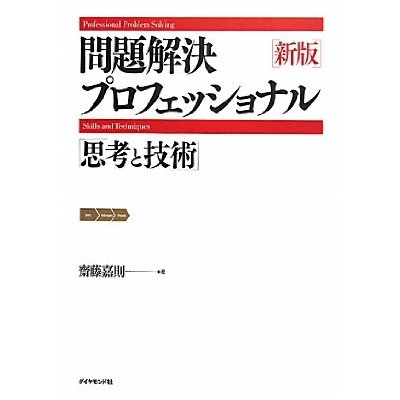 Professional Problem Solving
問題解決 「新版」
プロフェッショナル
Skills and Techniques
「思考と技術」
齋藤嘉則──著
ダイヤモンド社